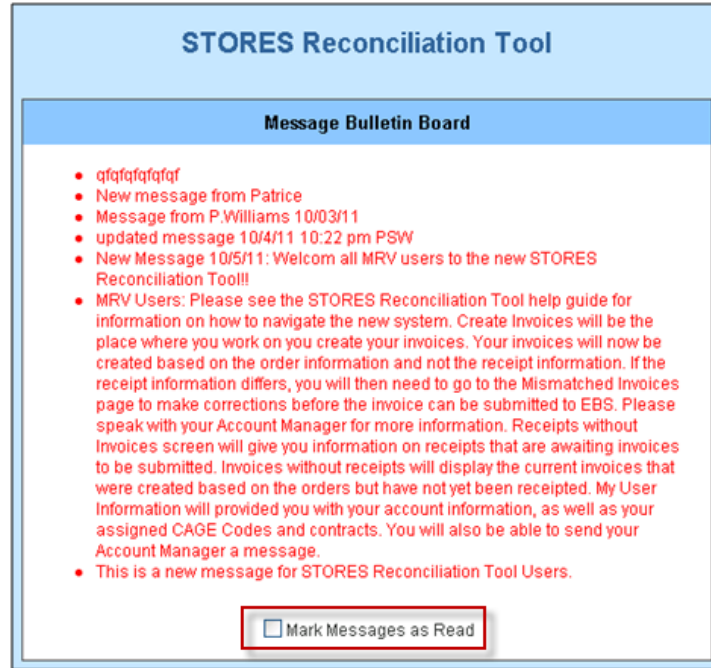 STORES Reconciliation Tool
Message Bulletin Board
• qfqfqfqfqfqf
• New message from Patrice
• Message from P.Williams 10/03/11
• updated message 10/4/11 10:22 pm PSW
• New Message 10/5/11: Welcom all MRV users to the new STORES
Reconciliation Tool!!
• MRV Users: Please see the STORES Reconciliation Tool help guide for
information on how to navigate the new system. Create Invoices will be the
place where you work on you create your invoices. Your invoices will now be
created based on the order information and not the receipt information. If the
receipt information differs, you will then need to go to the Mismatched Invoices
page to make corrections before the invoice can be submitted to EBS. Please
speak with your Account Manager for more information. Receipts without
Invoices screen will give you information on receipts that are awaiting invoices
to be submitted. Invoices without receipts will display the current invoices that
were created based on the orders but have not yet been receipted. My User
Information will provided you with your account information, as well as your
assigned CAGE Codes and contracts. You will also be able to send your
Account Manager a message.
• This is a new message for STORES Reconciliation Tool Users.
Mark Messages as Read